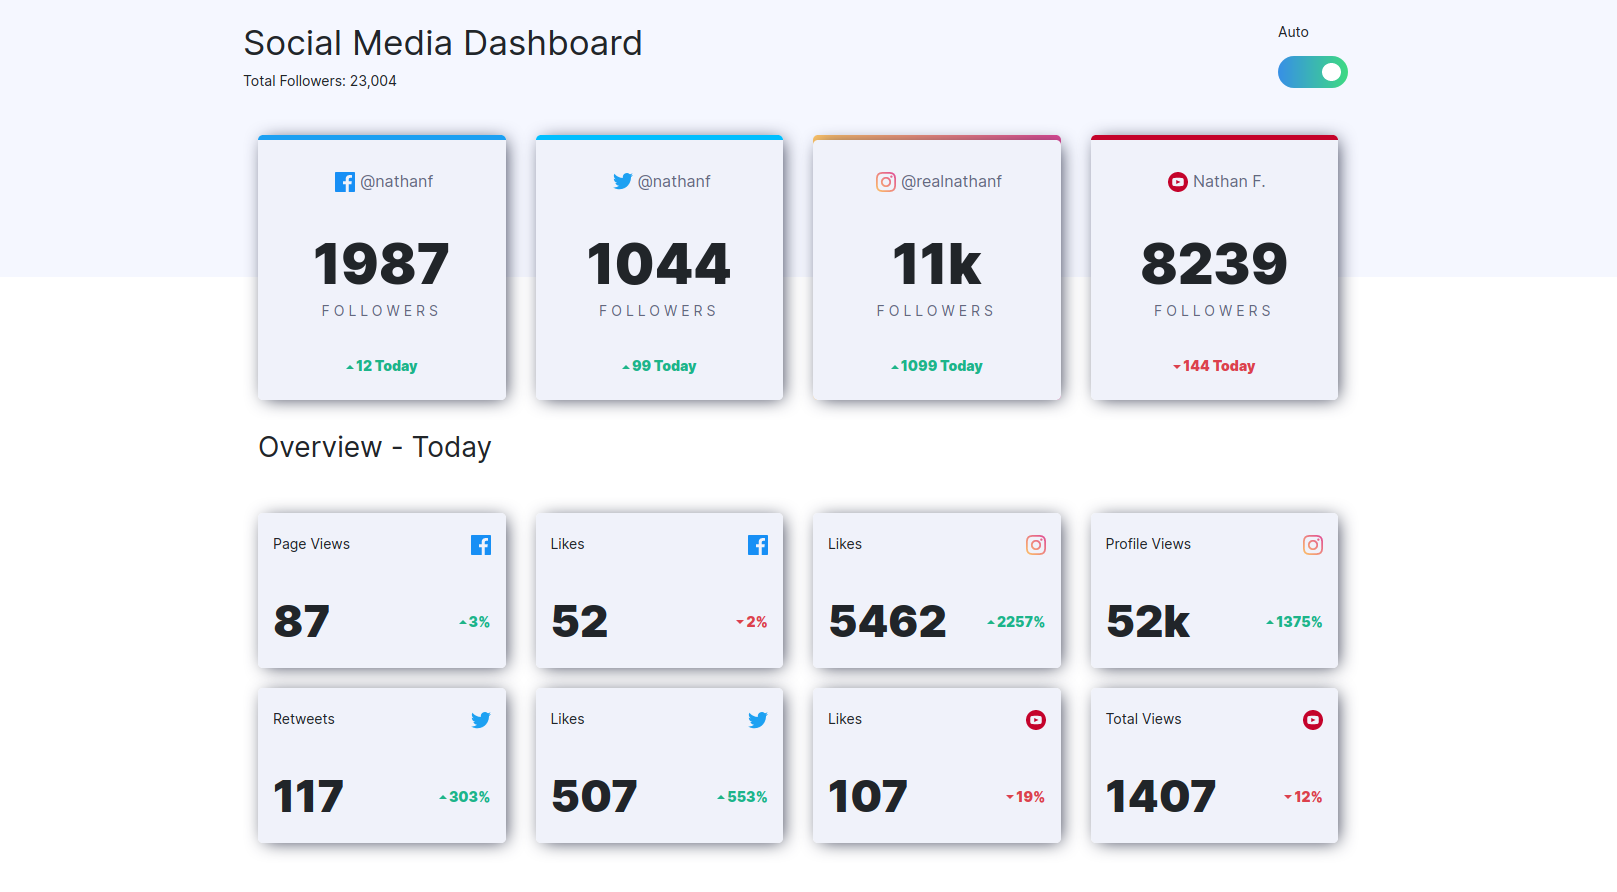 Social Media Dashboard
Total Followers: 23,004
Auto
@nathanf
1987
FOLLOWERS
12 Today
@nathanf
1044
FOLLOWERS
99 Today
@realnathanf
11k
FOLLOWERS
1099 Today
Nathan F.
8239
FOLLOWERS
144 Today
Overview - Today
Page Views
87
3%
Likes
52
2%
Likes
5462
2257%
Profile Views
52k
1375%
Retweets
117
303%
Likes
507
553%
Likes
107
19%
Total Views
1407
12%